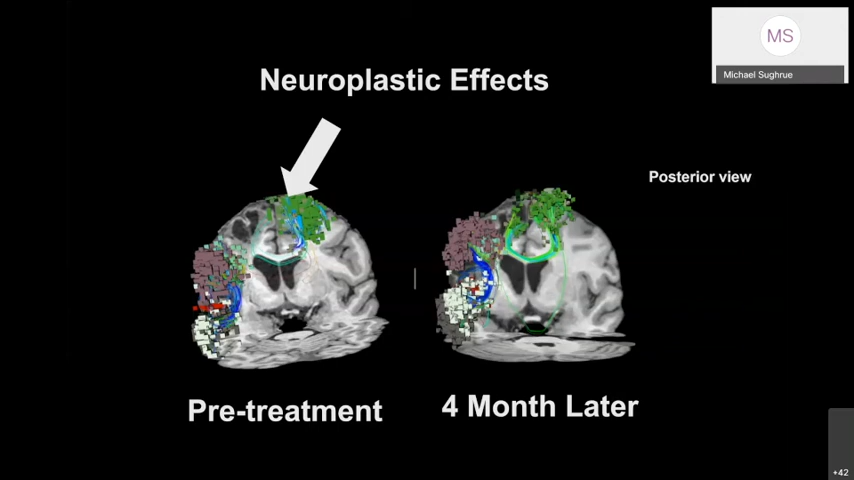 MS
Michael Sughrue
Neuroplastic Effects
Posterior view
Pre-treatment
4 Month Later
+42